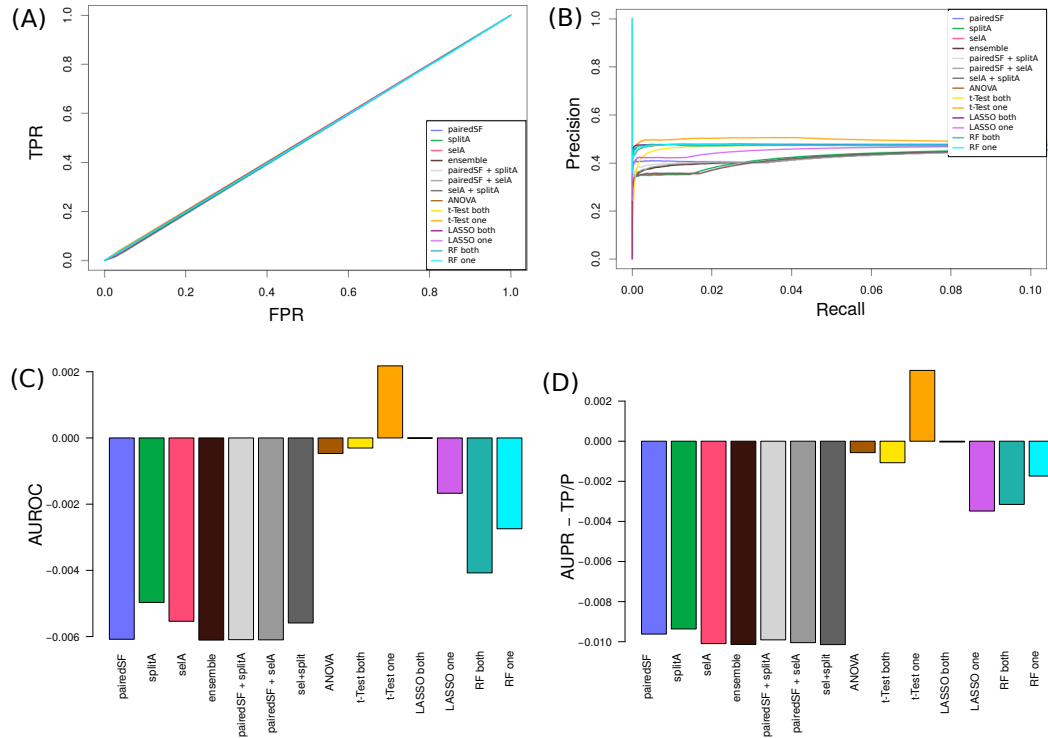 (A)
TPR
0.0
0.2
0.4
0.6
0.8
1.0
0.0
0.2
0.4
0.6
0.8
1.0
FPR
pairedSF
splitA
selA
ensemble
pairedSF + splitA
pairedSF + selA
selA + splitA
ANOVA
t-Test both
t-Test one
LASSO both
LASSO one
RF both
RF one
(B)
Precision
0.0
0.2
0.4
0.6
0.8
1.0
0.00
0.02
0.04
0.06
0.08
0.10
Recall
pairedSF
splitA
selA
ensemble
pairedSF + splitA
pairedSF + selA
selA + splitA
ANOVA
t-Test both
t-Test one
LASSO both
LASSO one
RF both
RF one
(C)
AUROC
0.002
0.000
−0.002
−0.004
−0.006
pairedSF
splitA
selA
ensemble
pairedSF + splitA
pairedSF + selA
sel+split
ANOVA
t-Test both
t-Test one
LASSO both
LASSO one
RF both
RF one
(D)
AUPR − TP/P
0.002
0.000
−0.002
−0.004
−0.006
−0.008
−0.010
pairedSF
splitA
selA
ensemble
pairedSF + splitA
pairedSF + selA
sel+split
ANOVA
t-Test both
t-Test one
LASSO both
LASSO one
RF both
RF one